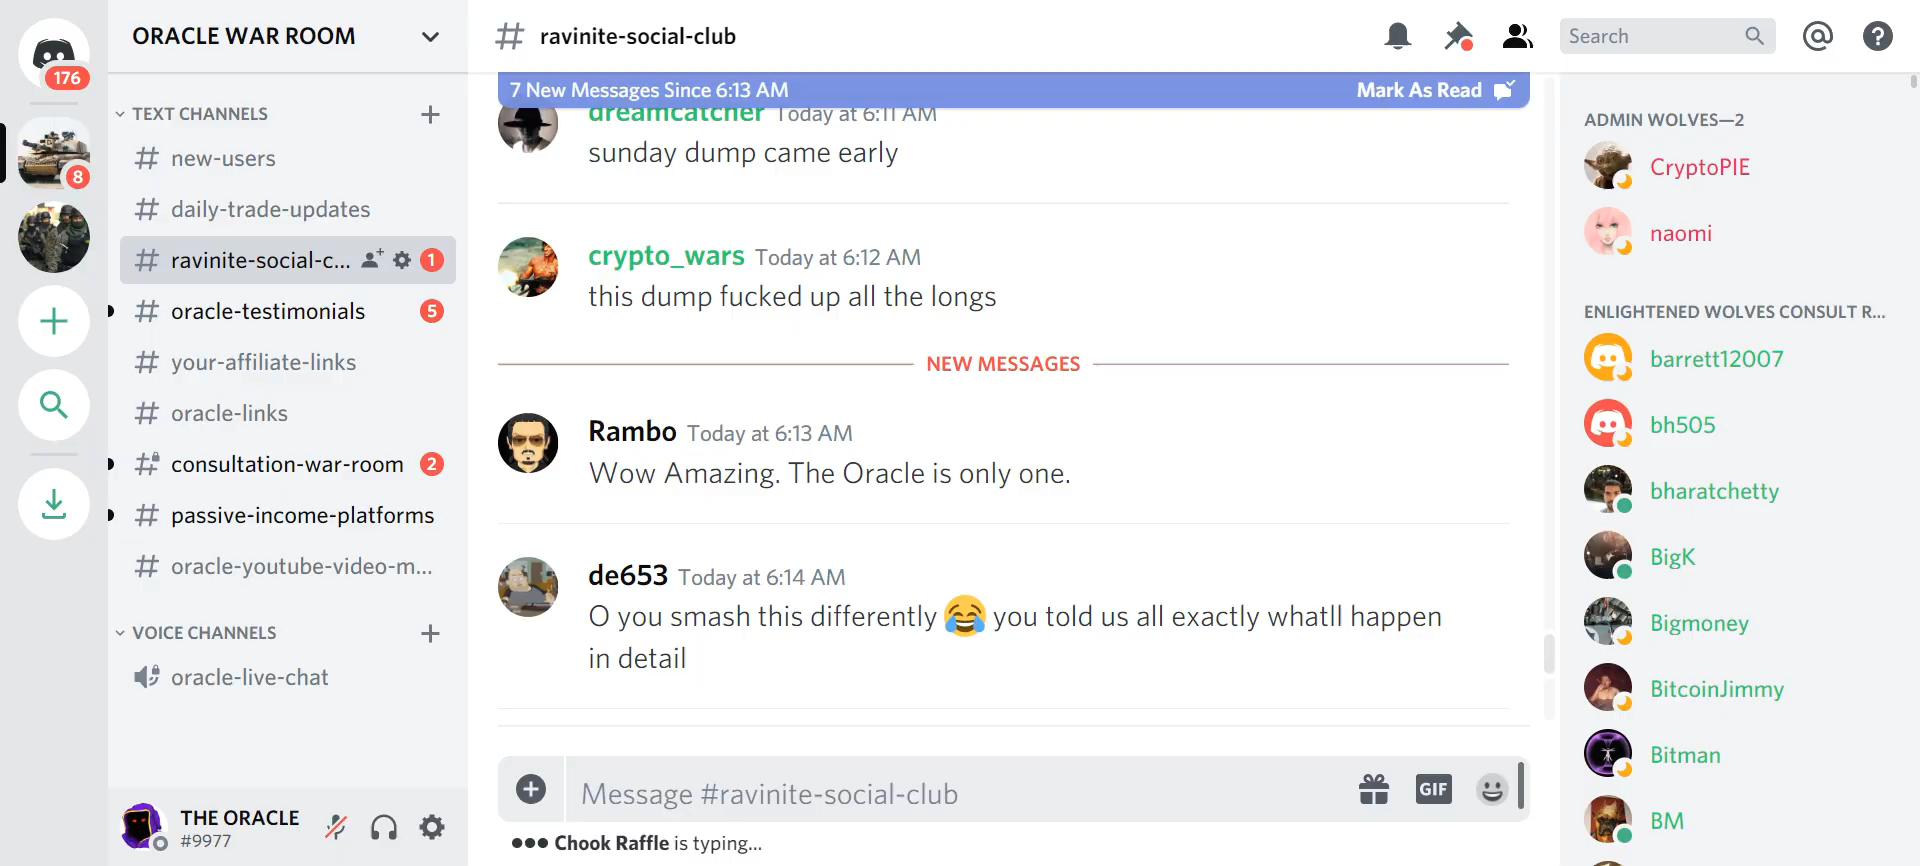 176
8
ORACLE WAR ROOM
TEXT CHANNELS
new-users
daily-trade-updates
ravinite-social-c... 1
oracle-testimonials 5
your-affiliate-links
oracle-links
consultation-war-room 2
passive-income-platforms
oracle-youtube-video-m...
VOICE CHANNELS
oracle-live-chat
THE ORACLE
#9977
# ravinite-social-club
Search
7 New Messages Since 6:13 AM Mark As Read
dreamcatcher Today at 6:11 AM
sunday dump came early
crypto_wars Today at 6:12 AM
this dump fucked up all the longs
NEW MESSAGES
Rambo Today at 6:13 AM
Wow Amazing. The Oracle is only one.
de653 Today at 6:14 AM
O you smash this differently 😂 you told us all exactly whatll happen
in detail
Message #ravinite-social-club
GIF
Chook Raffle is typing...
ADMIN WOLVES—2
CryptoPIE
naomi
ENLIGHTENED WOLVES CONSULT R...
barrett12007
bh505
bharatchetty
BigK
Bigmoney
BitcoinJimmy
Bitman
BM